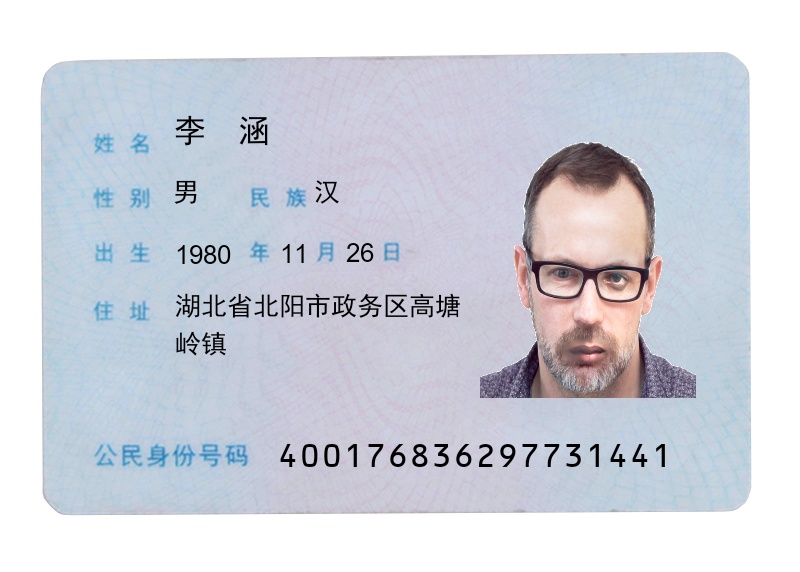 姓名 李涵
性别 男 民族 汉
出生 1980 年 11 月 26 日
住址 湖北省北阳市政务区高塘
岭镇
公民身份号码 400176836297731441